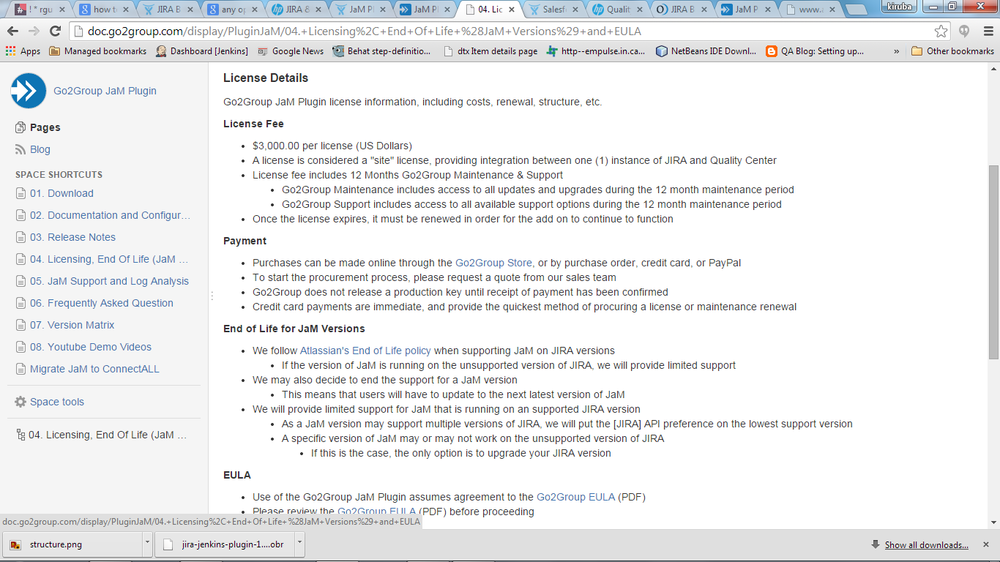 ! * rgu
how to
JIRA B
any op
JIRA &
JaM Pl
JaM Pl
04. Lic
Salesf
Qualit
JIRA B
JaM P
www.a
kiruba
doc.go2group.com/display/PluginJaM/04.+Licensing%2C+End+Of+Life+%28JaM+Versions%29+and+EULA
Apps
Managed bookmarks
Dashboard [Jenkins]
Google News
Behat step-definitio...
dtx Item details page
http--empulse.in.ca...
NetBeans IDE Downl...
QA Blog: Setting up...
»
Other bookmarks
Go2Group JaM Plugin
Pages
Blog
SPACE SHORTCUTS
01. Download
02. Documentation and Configur…
03. Release Notes
04. Licensing, End Of Life (JaM …
05. JaM Support and Log Analysis
06. Frequently Asked Question
07. Version Matrix
08. Youtube Demo Videos
Migrate JaM to ConnectALL
Space tools
04. Licensing, End Of Life (JaM …
License Details
Go2Group JaM Plugin license information, including costs, renewal, structure, etc.
License Fee
• $3,000.00 per license (US Dollars)
• A license is considered a "site" license, providing integration between one (1) instance of JIRA and Quality Center
• License fee includes 12 Months Go2Group Maintenance & Support
• Go2Group Maintenance includes access to all updates and upgrades during the 12 month maintenance period
• Go2Group Support includes access to all available support options during the 12 month maintenance period
• Once the license expires, it must be renewed in order for the add on to continue to function
Payment
• Purchases can be made online through the Go2Group Store, or by purchase order, credit card, or PayPal
• To start the procurement process, please request a quote from our sales team
• Go2Group does not release a production key until receipt of payment has been confirmed
• Credit card payments are immediate, and provide the quickest method of procuring a license or maintenance renewal
End of Life for JaM Versions
• We follow Atlassian's End of Life policy when supporting JaM on JIRA versions
• If the version of JaM is running on the unsupported version of JIRA, we will provide limited support
• We may also decide to end the support for a JaM version
• This means that users will have to update to the next latest version of JaM
• We will provide limited support for JaM that is running on an supported JIRA version
• As a JaM version may support multiple versions of JIRA, we will put the [JIRA] API preference on the lowest support version
• A specific version of JaM may or may not work on the unsupported version of JIRA
• If this is the case, the only option is to upgrade your JIRA version
EULA
• Use of the Go2Group JaM Plugin assumes agreement to the Go2Group EULA (PDF)
• Please review the Go2Group EULA (PDF) before proceeding
doc.go2group.com/display/PluginJaM/04.+Licensing%2C+End+Of+Life+%28JaM+Versions%29+and+EULA
structure.png
jira-jenkins-plugin-1....obr
Show all downloads...